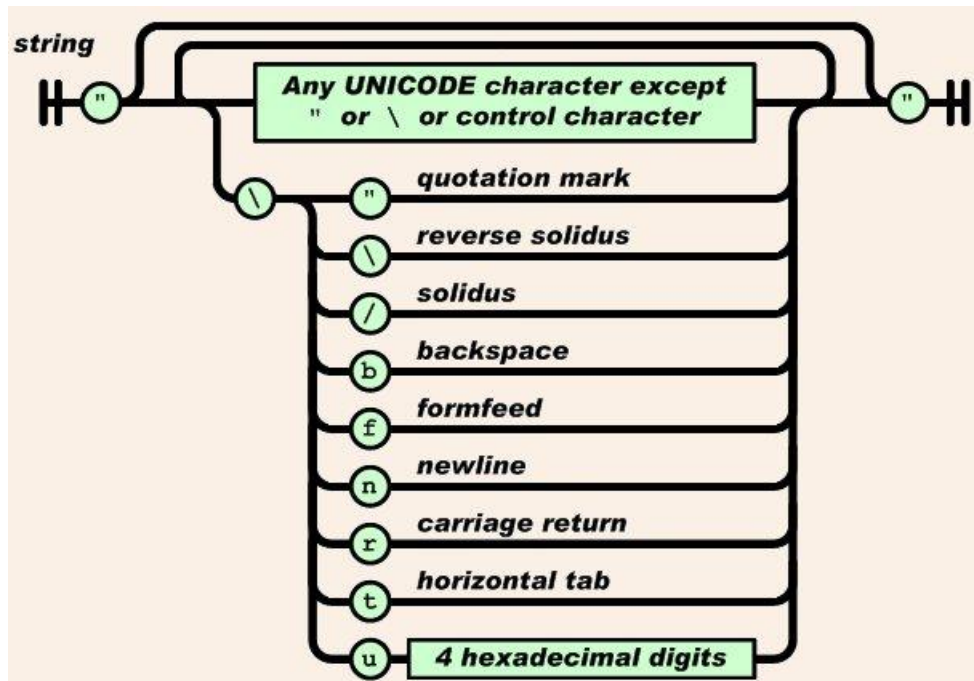 string
"
Any UNICODE character except
" or \ or control character
"
\
" quotation mark
\ reverse solidus
/ solidus
b backspace
f formfeed
n newline
r carriage return
t horizontal tab
u 4 hexadecimal digits